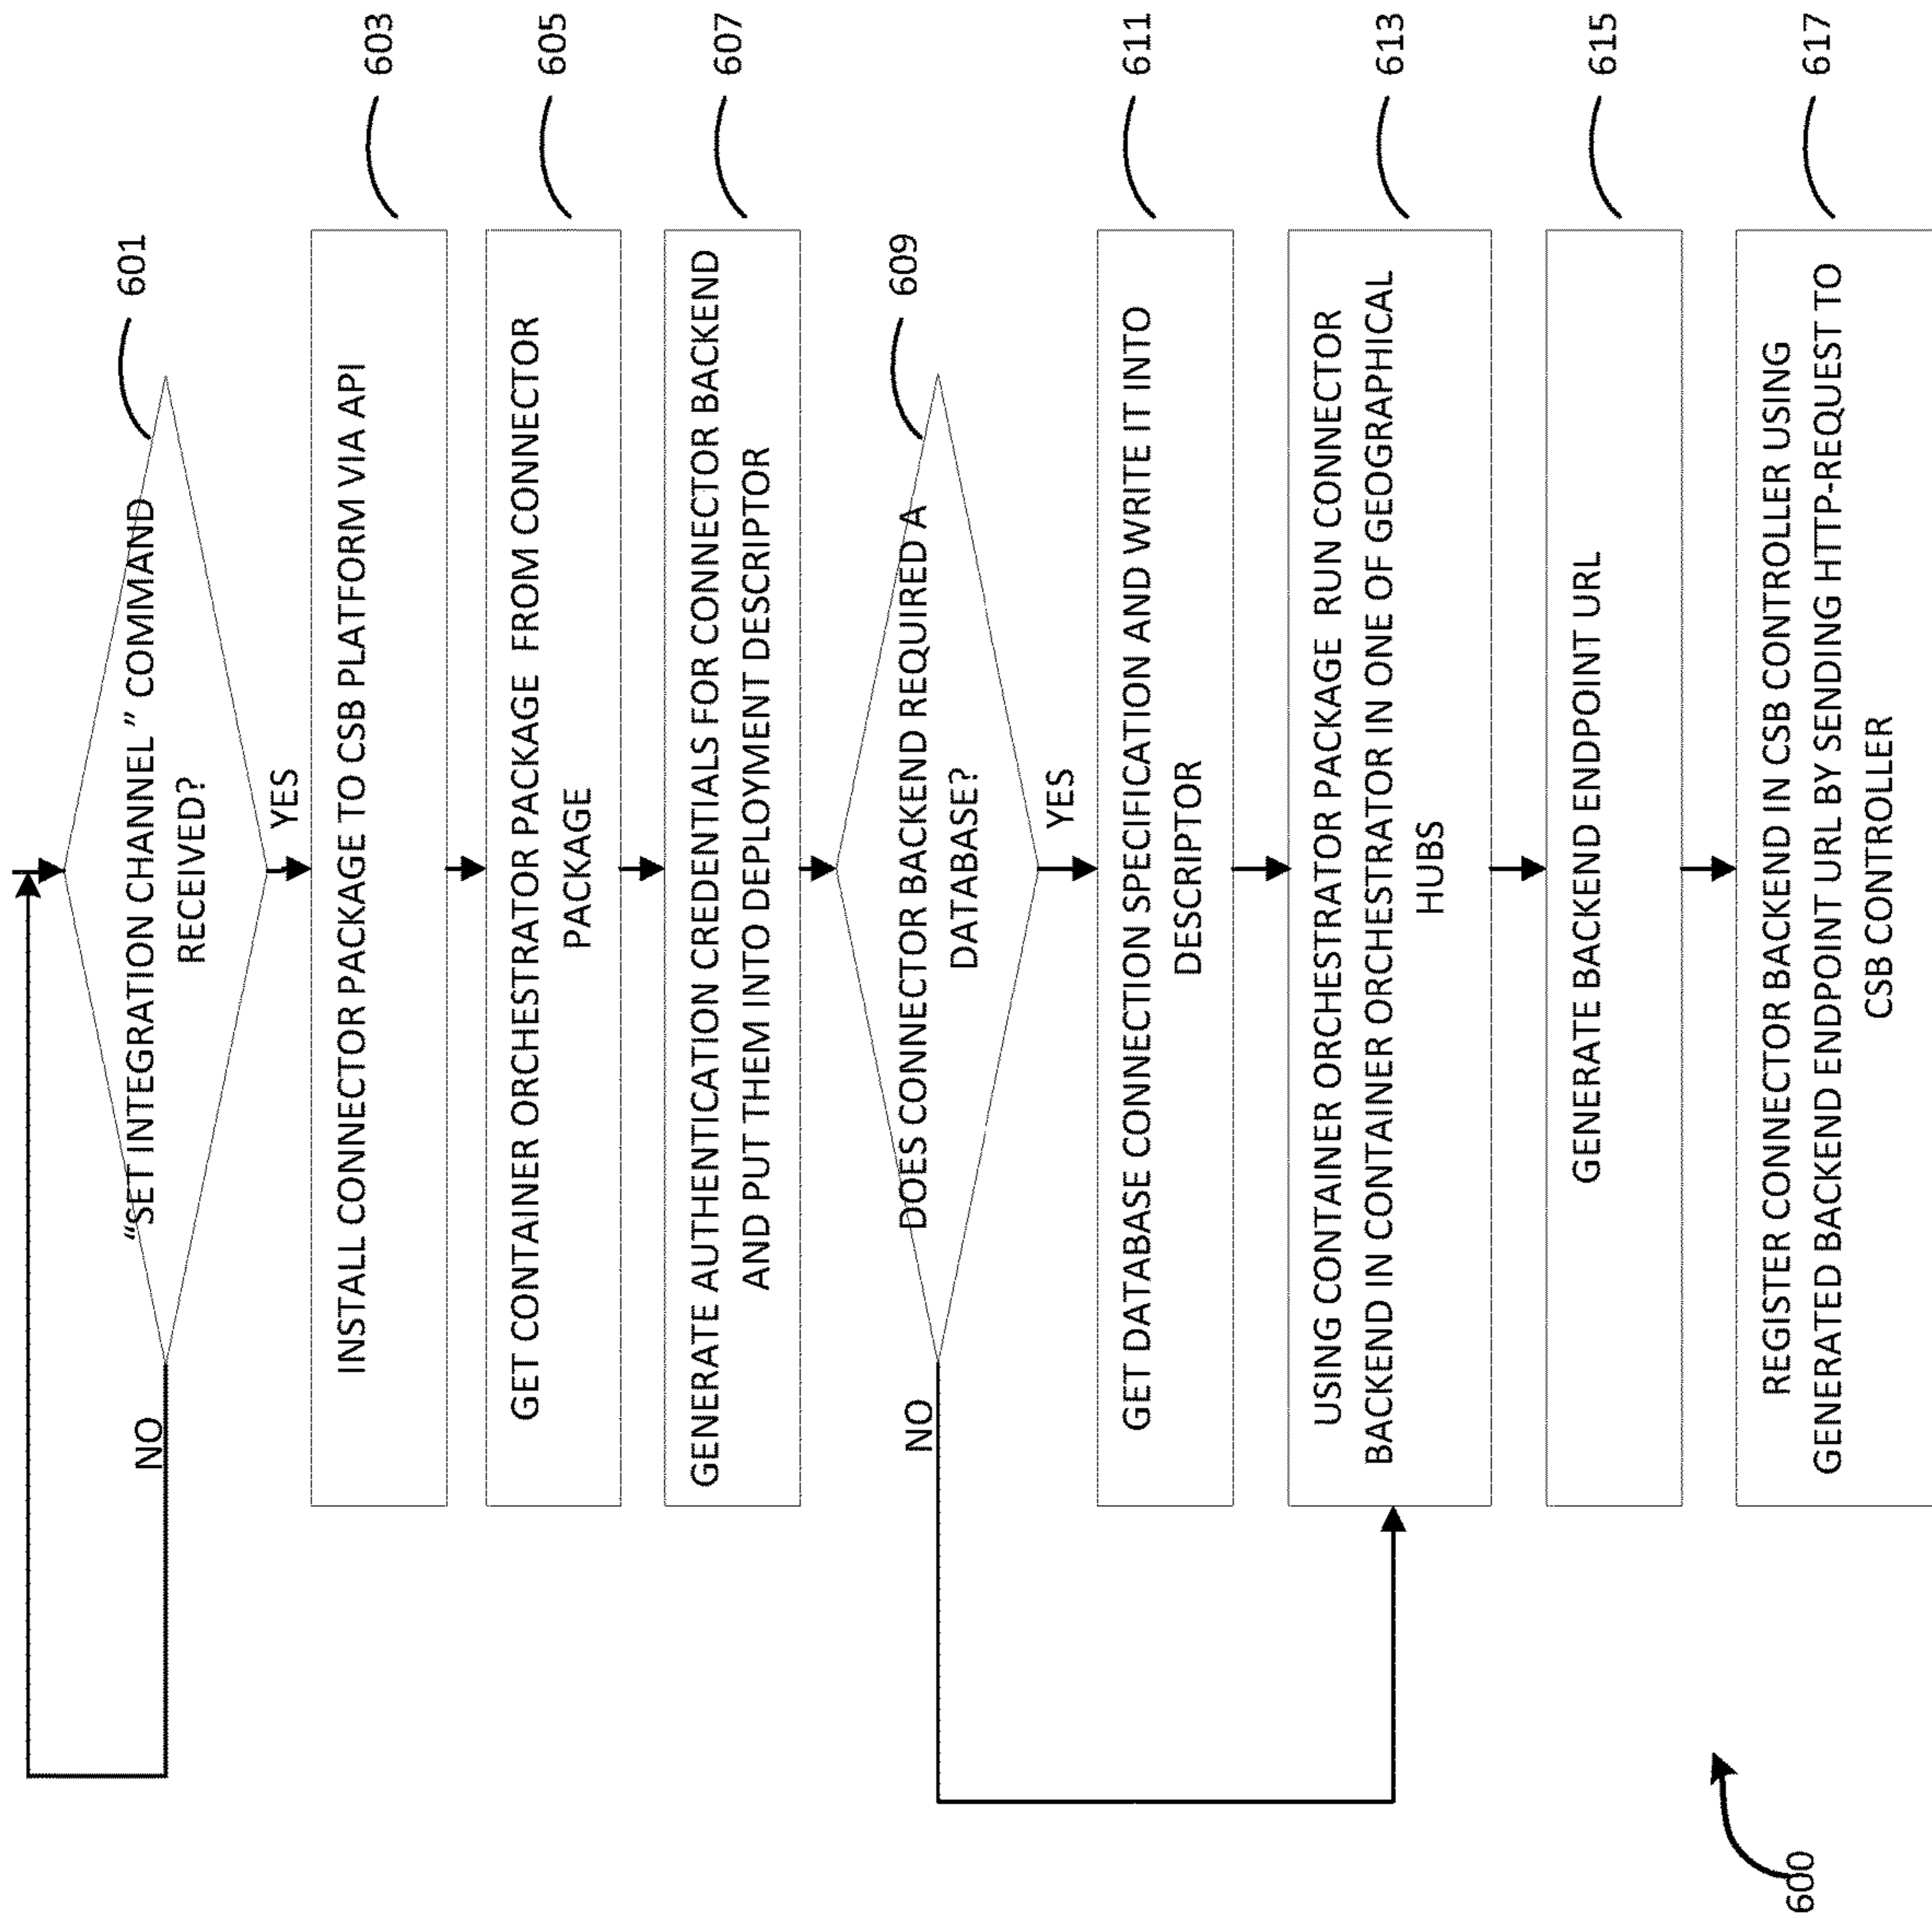 601
“SET INTEGRATION CHANNEL” COMMAND
RECEIVED?
NO
YES
603
INSTALL CONNECTOR PACKAGE TO CSB PLATFORM VIA API
605
GET CONTAINER ORCHESTRATOR PACKAGE FROM CONNECTOR
PACKAGE
607
GENERATE AUTHENTICATION CREDENTIALS FOR CONNECTOR BACKEND
AND PUT THEM INTO DEPLOYMENT DESCRIPTOR
609
DOES CONNECTOR BACKEND REQUIRED A
DATABASE?
NO
YES
611
GET DATABASE CONNECTION SPECIFICATION AND WRITE IT INTO
DESCRIPTOR
613
USING CONTAINER ORCHESTRATOR PACKAGE RUN CONNECTOR
BACKEND IN CONTAINER ORCHESTRATOR IN ONE OF GEOGRAPHICAL
HUBS
615
GENERATE BACKEND ENDPOINT URL
617
REGISTER CONNECTOR BACKEND IN CSB CONTROLLER USING
GENERATED BACKEND ENDPOINT URL BY SENDING HTTP-REQUEST TO
CSB CONTROLLER
600